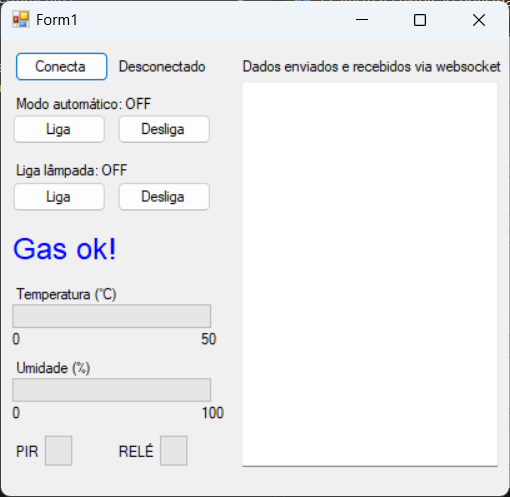 Form1
Conecta Desconectado
Dados enviados e recebidos via websocket
Modo automático: OFF
Liga Desliga
Liga lâmpada: OFF
Liga Desliga
Gas ok!
Temperatura (°C)
0 50
Umidade (%)
0 100
PIR RELÉ